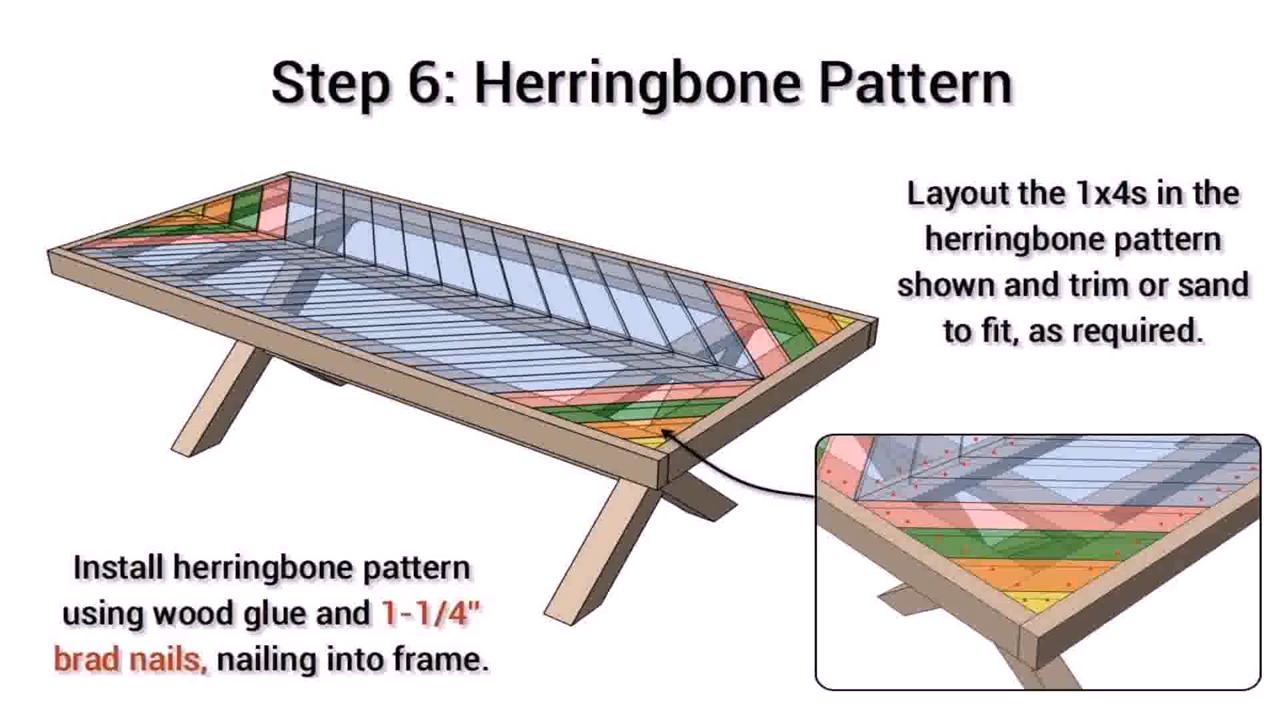 Step 6: Herringbone Pattern
Layout the 1x4s in the
herringbone pattern
shown and trim or sand
to fit, as required.
Install herringbone pattern
using wood glue and 1-1/4"
brad nails, nailing into frame.